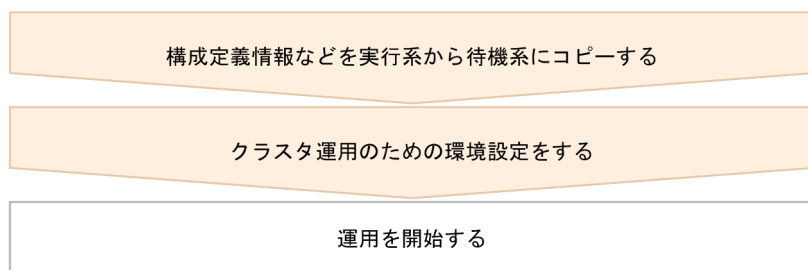 構成定義情報などを実行系から待機系にコピーする
クラスタ運用のための環境設定をする
運用を開始する